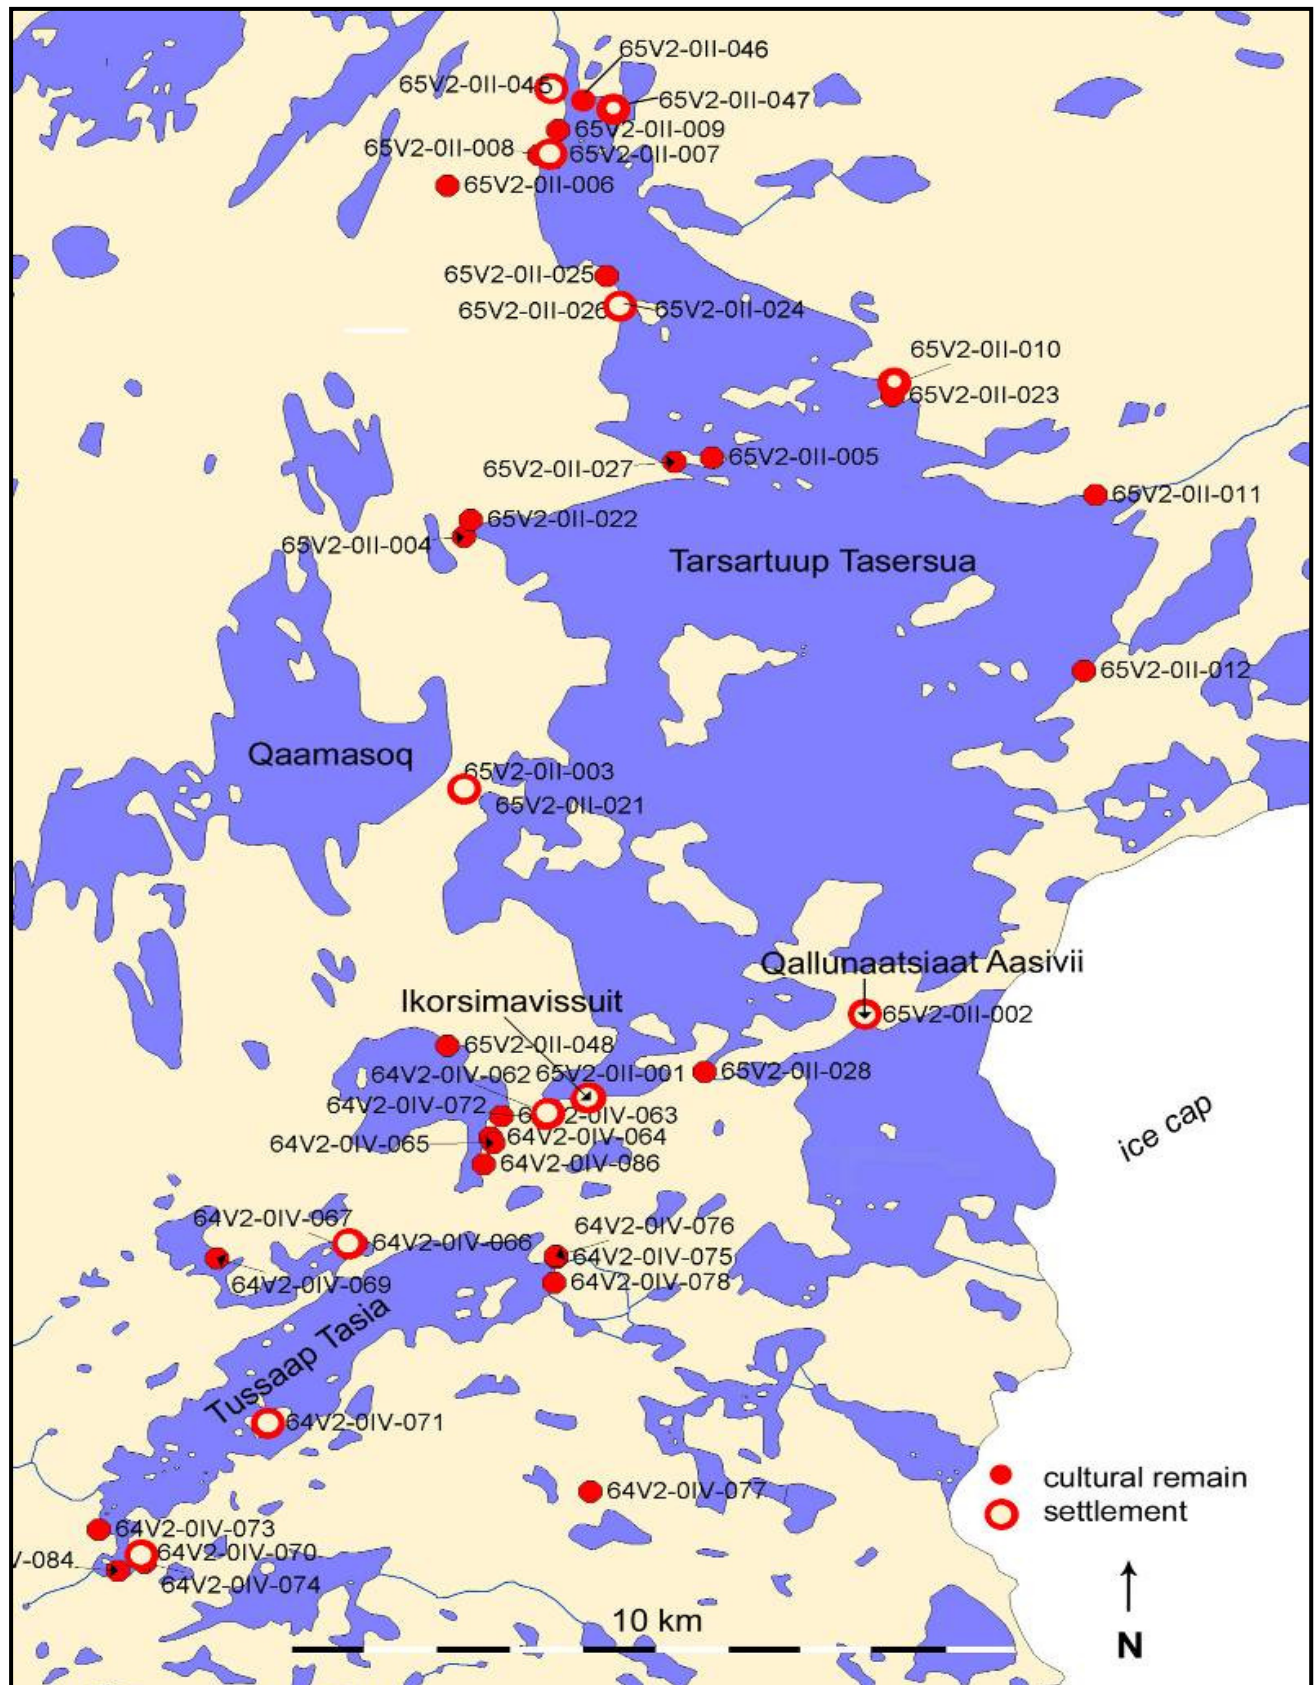 65V2-0II-046
65V2-0II-045
65V2-0II-047
65V2-0II-009
65V2-0II-008
65V2-0II-007
65V2-0II-006
65V2-0II-025
65V2-0II-026
65V2-0II-024
65V2-0II-010
65V2-0II-023
65V2-0II-005
65V2-0II-027
65V2-0II-011
65V2-0II-022
65V2-0II-004
Tarsartuup Tasersua
65V2-0II-012
Qaamasoq
65V2-0II-003
65V2-0II-021
Qallunaatsiaat Aasivii
Ikorsimavissuit
65V2-0II-002
65V2-0II-048
64V2-0IV-062
65V2-0II-001
65V2-0II-028
64V2-0IV-072
64V2-0IV-063
64V2-0IV-064
64V2-0IV-065
64V2-0IV-086
ice cap
64V2-0IV-067
64V2-0IV-076
64V2-0IV-066
64V2-0IV-075
64V2-0IV-069
64V2-0IV-078
Tussaap Tasia
64V2-0IV-071
cultural remain
64V2-0IV-077
settlement
64V2-0IV-073
64V2-0IV-070
V-084
64V2-0IV-074
10 km
N